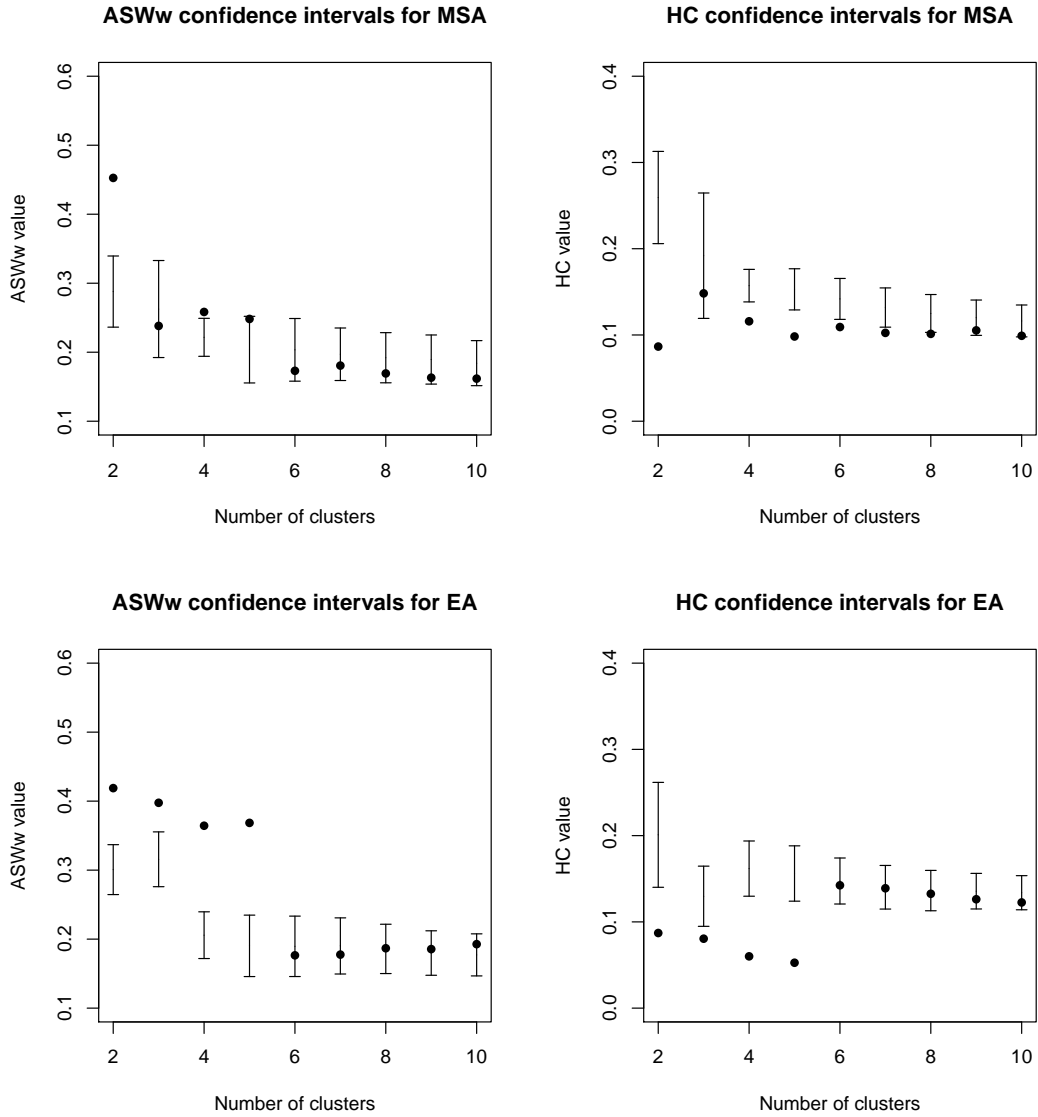 ASWw confidence intervals for MSA
ASWw value
0.6
0.5
0.4
0.3
0.2
0.1
2 4 6 8 10
Number of clusters
HC confidence intervals for MSA
HC value
0.4
0.3
0.2
0.1
0.0
2 4 6 8 10
Number of clusters
ASWw confidence intervals for EA
ASWw value
0.6
0.5
0.4
0.3
0.2
0.1
2 4 6 8 10
Number of clusters
HC confidence intervals for EA
HC value
0.4
0.3
0.2
0.1
0.0
2 4 6 8 10
Number of clusters